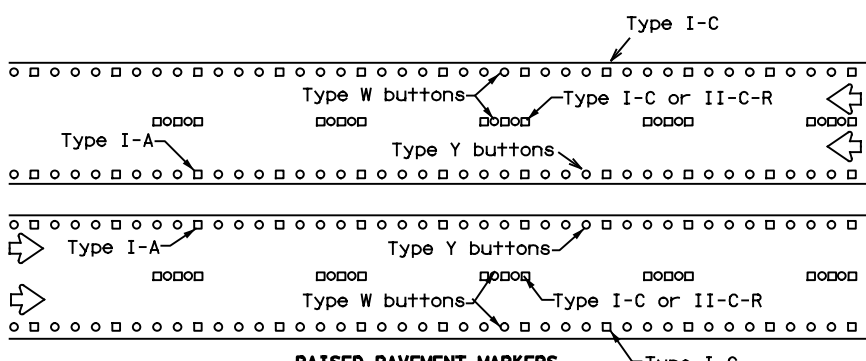 Type I-C
Type W buttons
Type I-C or II-C-R
Type I-A
Type Y buttons
Type I-A
Type Y buttons
Type W buttons
Type I-C or II-C-R
RAISED PAVEMENT MARKERS
Type I-C